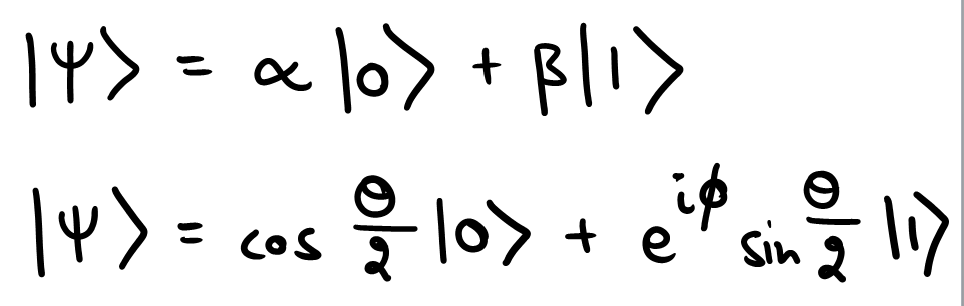 |ψ⟩ = α|0⟩ + β|1⟩
|ψ⟩ = cos θ/2 |0⟩ + e^{iϕ} sin θ/2 |1⟩